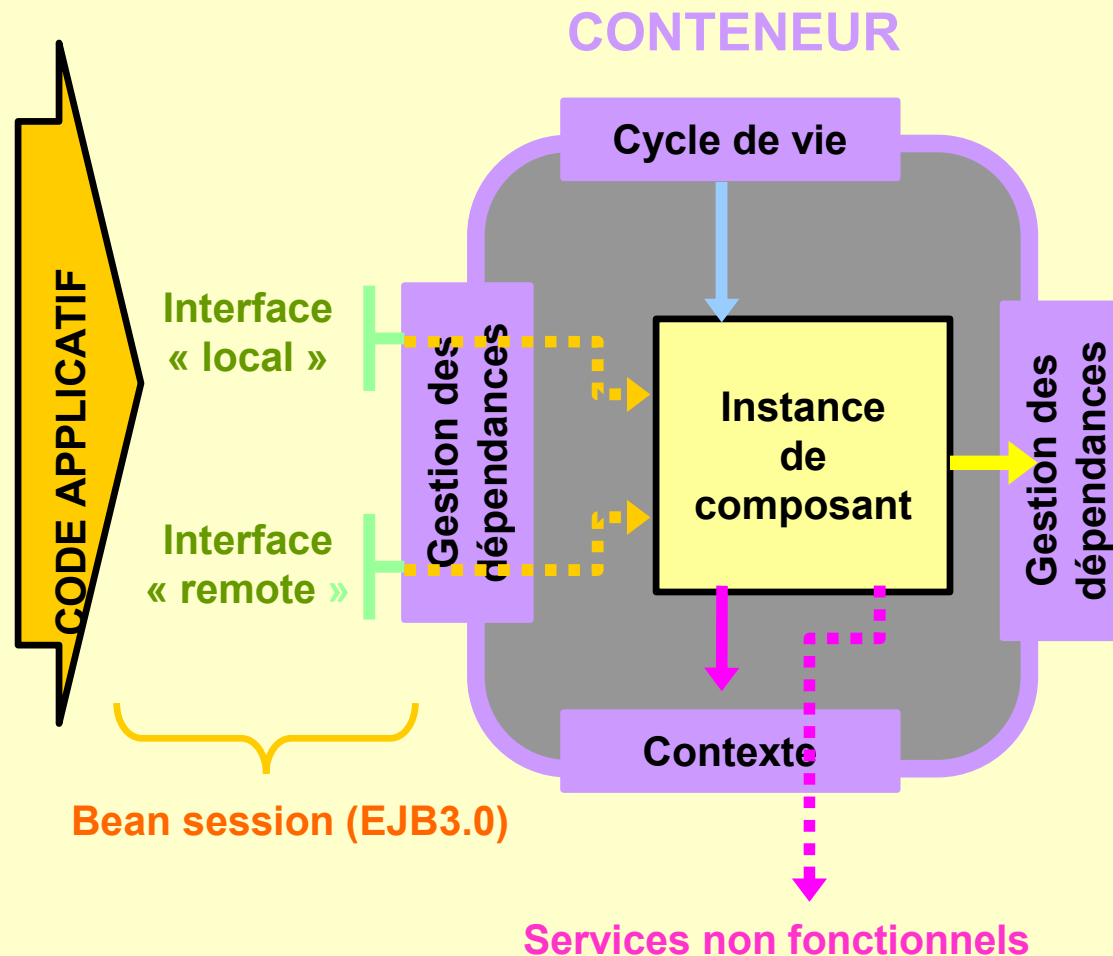 CONTENEUR
Cycle de vie
CODE APPLICATIF
Interface
« local »
Gestion des
dépendances
Instance
de
composant
Gestion des
dépendances
Interface
« remote »
Contexte
Bean session (EJB3.0)
Services non fonctionnels